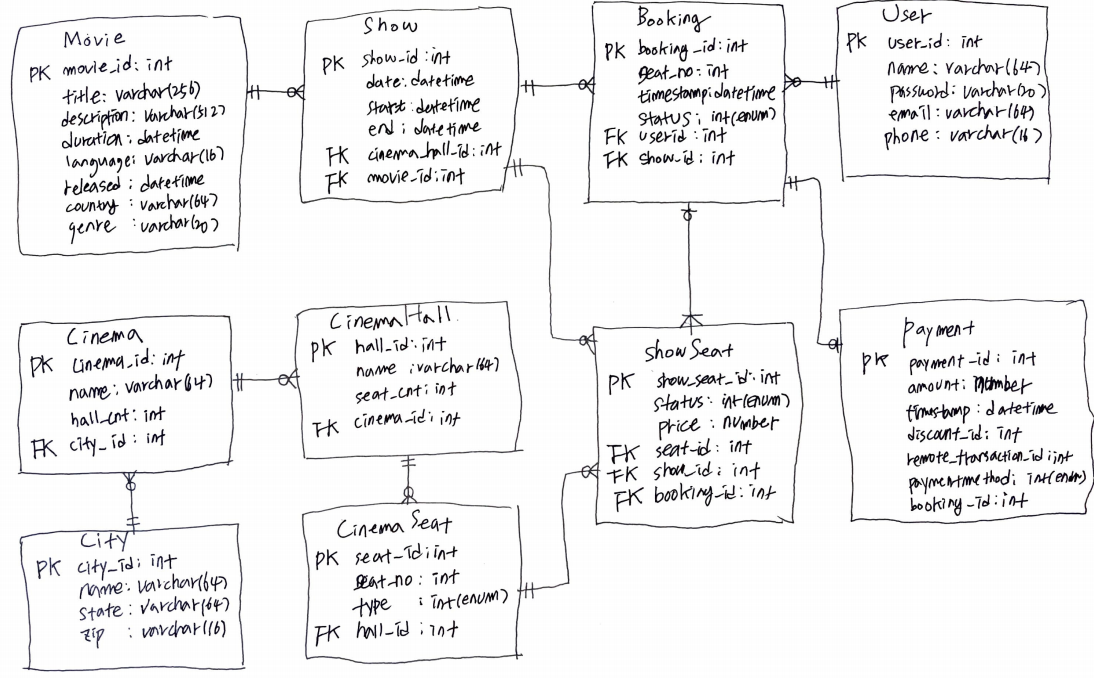 Movie
PK movie_id: int
title: varchar(256)
description: varchar(512)
duration: datetime
language: varchar(16)
released: datetime
country: varchar(64)
genre: varchar(20)
Show
PK show_id: int
date: datetime
start: datetime
end: datetime
FK cinema_hall_id: int
FK movie_id: int
Booking
PK booking_id: int
seat_no: int
timestamp: datetime
status: int(enum)
FK userid: int
FK show_id: int
User
PK user_id: int
name: varchar(64)
password: varchar(20)
email: varchar(64)
phone: varchar(16)
Cinema
PK cinema_id: int
name: varchar(64)
hall_cnt: int
FK city_id: int
CinemaHall
PK hall_id: int
name: varchar(64)
seat_cnt: int
FK cinema_id: int
showSeat
PK show_seat_id: int
status: int(enum)
price: number
FK seat-id: int
FK show_id: int
FK booking_id: int
Payment
PK payment_id: int
amount: number
timestamp: datetime
discount_id: int
remote_transaction_id: int
paymentmethod: int(enum)
booking_id: int
City
PK city_id: int
name: varchar(64)
state: varchar(64)
zip: varchar(16)
Cinema Seat
PK seat_id: int
seat_no: int
type: int(enum)
FK hall_id: int